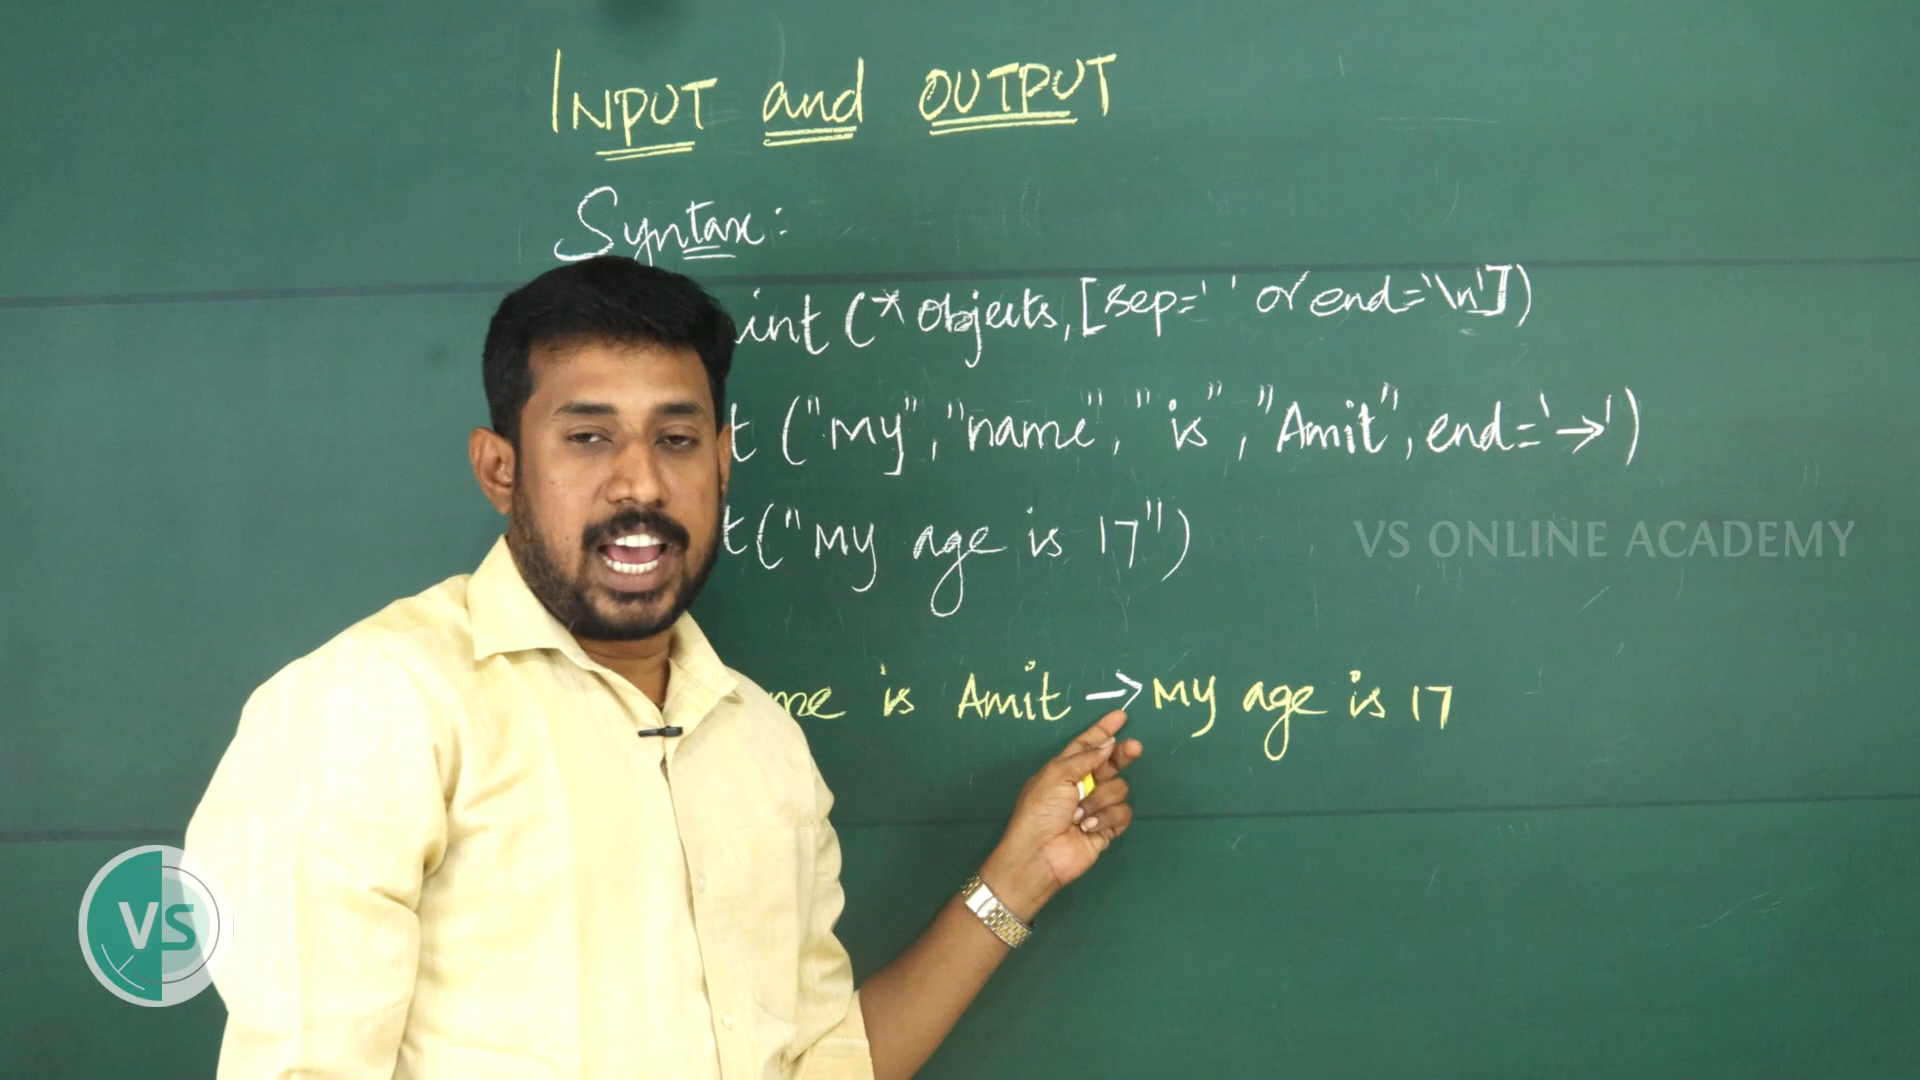 INPUT and OUTPUT
Syntax:
int (*objects, [sep=' ' or end='\n'])
t ("My", "name", "is", "Amit", end='→')
t("My age is 17")
VS ONLINE ACADEMY
me is Amit → My age is 17
VS